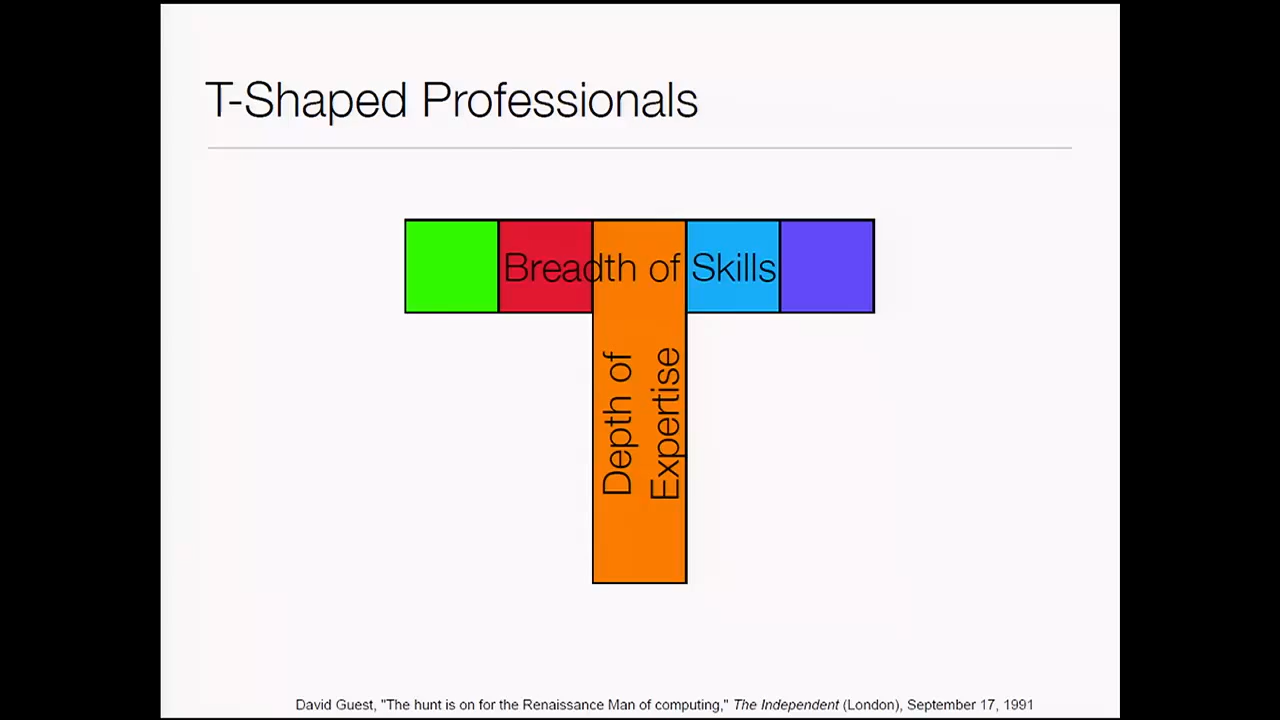 T-Shaped Professionals
Breadth of Skills
Depth of
Expertise
David Guest, "The hunt is on for the Renaissance Man of computing," The Independent (London), September 17, 1991